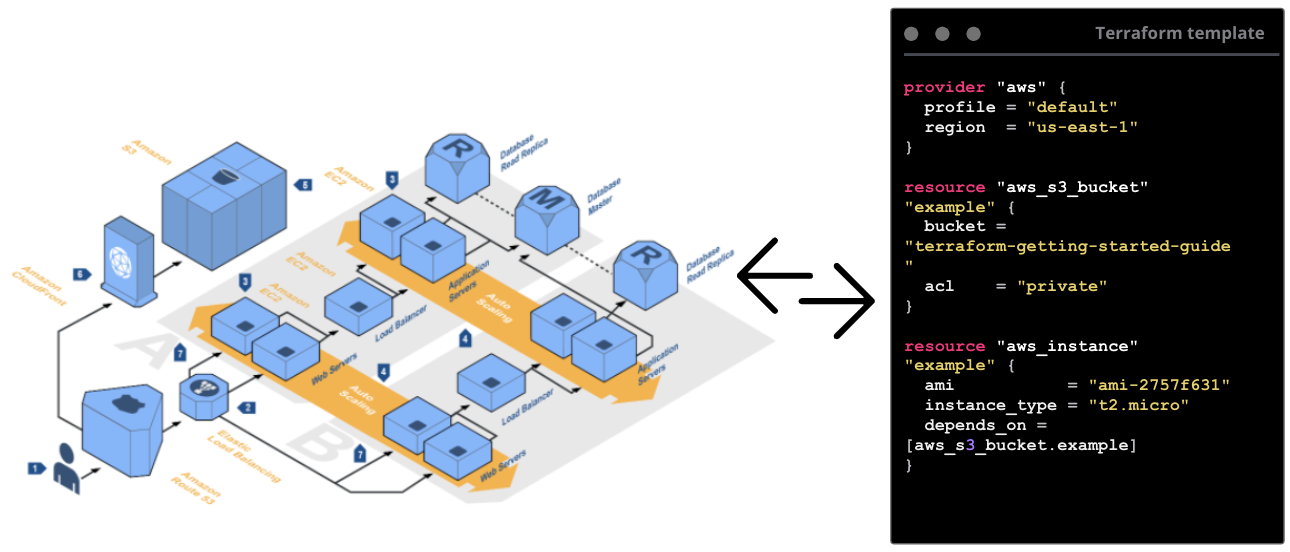 Amazon
S3
5
Amazon
EC2
3
R
Database
Read Replica
M
Database
Master
R
Database
Read Replica
6
Amazon
CloudFront
Amazon
EC2
3
Amazon
EC2
Application
Servers
Load Balancer
Auto
Scaling
4
Application
Servers
A
7
Web Servers
4
Auto
Scaling
Load Balancer
2
B
7
Web Servers
Elastic
Load Balancing
1
Amazon
Route 53
Terraform template
provider "aws" {
profile = "default"
region = "us-east-1"
}
resource "aws_s3_bucket"
"example" {
bucket =
"terraform-getting-started-guide
"
acl = "private"
}
resource "aws_instance"
"example" {
ami = "ami-2757f631"
instance_type = "t2.micro"
depends_on =
[aws_s3_bucket.example]
}